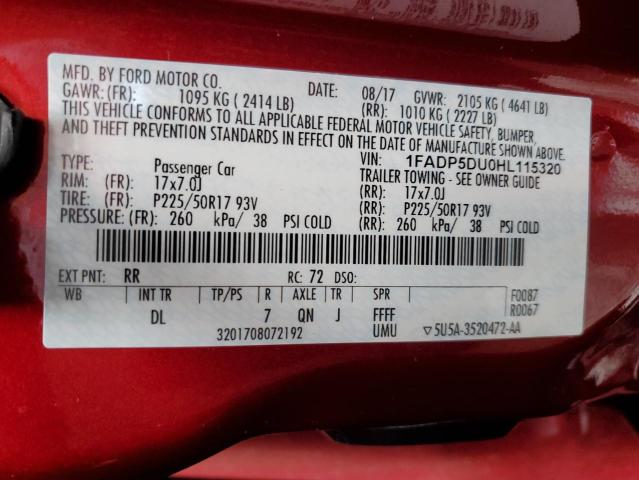 MFD. BY FORD MOTOR CO.
DATE: 08/17 GVWR: 2105 KG ( 4641 LB)
GAWR: (FR): 1095 KG ( 2414 LB) (RR): 1010 KG ( 2227 LB)
THIS VEHICLE CONFORMS TO ALL APPLICABLE FEDERAL MOTOR VEHICLE SAFETY, BUMPER,
AND THEFT PREVENTION STANDARDS IN EFFECT ON THE DATE OF MANUFACTURE SHOWN ABOVE.
VIN: 1FADP5DU0HL115320
TYPE: Passenger Car TRAILER TOWING - SEE OWNER GUIDE
RIM: (FR): 17x7.0J (RR): 17x7.0J
TIRE: (FR): P225/50R17 93V (RR): P225/50R17 93V
PRESSURE: (FR): 260 kPa/ 38 PSI COLD (RR): 260 kPa/ 38 PSI COLD
EXT PNT: RR RC: 72 DSO:
F0087
WB INT TR TP/PS R AXLE TR SPR R0067
DL 7 QN J FFFF
3201708072192 UMU ▽5U5A-3520472-AA